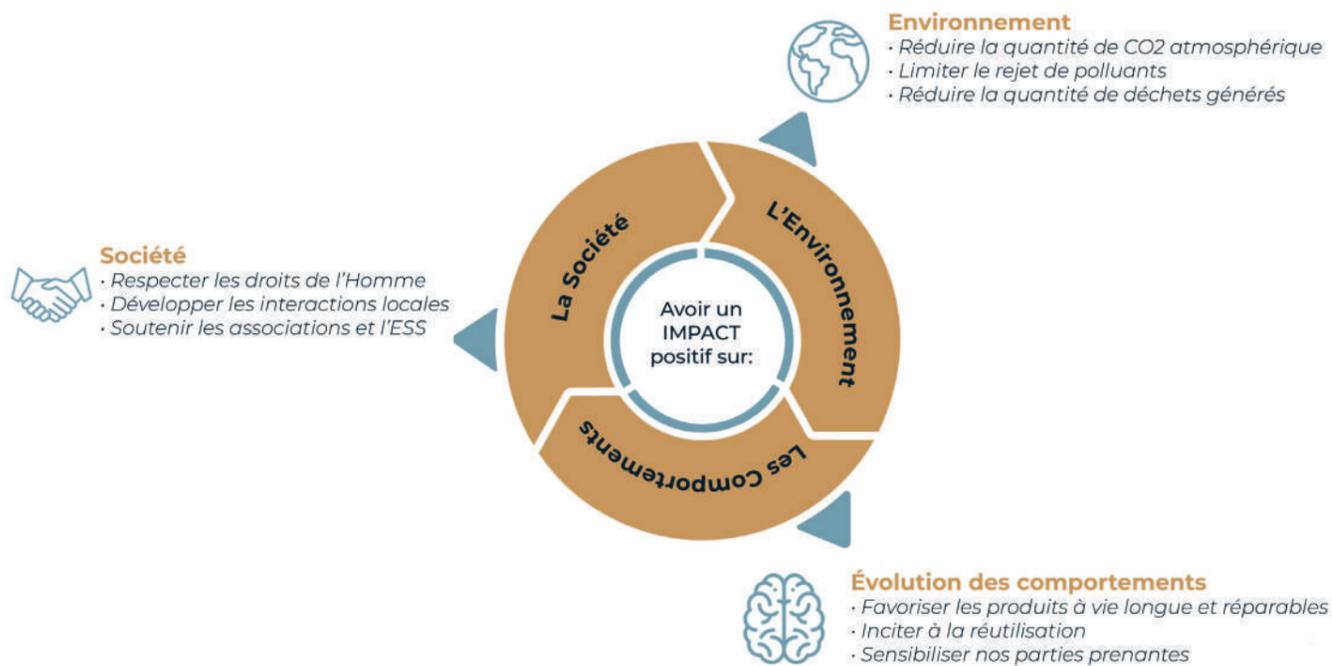 Environnement
· Réduire la quantité de CO2 atmosphérique
· Limiter le rejet de polluants
· Réduire la quantité de déchets générés
La Société
L'Environnement
Les Comportements
Avoir un
IMPACT
positif sur:
Société
· Respecter les droits de l'Homme
· Développer les interactions locales
· Soutenir les associations et l'ESS
Évolution des comportements
· Favoriser les produits à vie longue et réparables
· Inciter à la réutilisation
· Sensibiliser nos parties prenantes